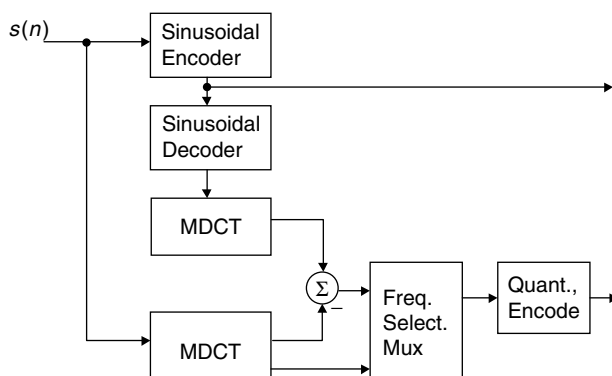 s(n)
Sinusoidal
Encoder
Sinusoidal
Decoder
MDCT
Σ
−
MDCT
Freq.
Select.
Mux
Quant.,
Encode